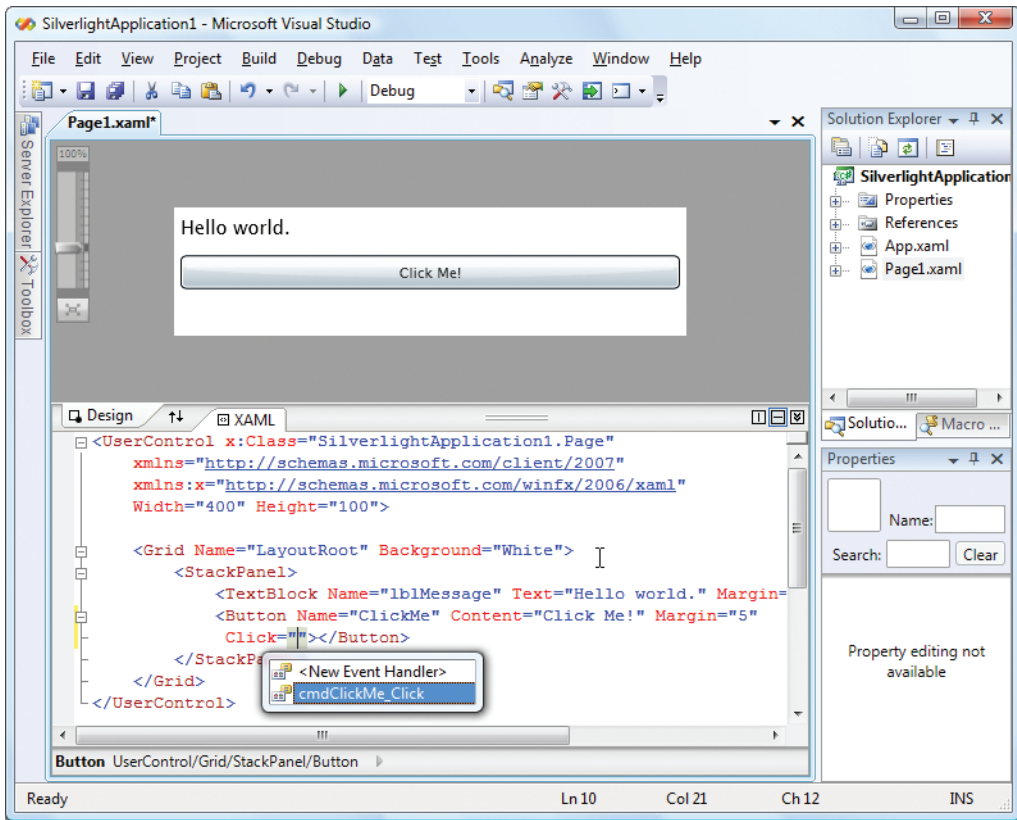 SilverlightApplication1 - Microsoft Visual Studio
File Edit View Project Build Debug Data Test Tools Analyze Window Help
Debug
Server Explorer
Toolbox
Page1.xaml*
100%
Hello world.
Click Me!
Design XAML
<UserControl x:Class="SilverlightApplication1.Page"
xmlns="http://schemas.microsoft.com/client/2007"
xmlns:x="http://schemas.microsoft.com/winfx/2006/xaml"
Width="400" Height="100">
<Grid Name="LayoutRoot" Background="White">
<StackPanel>
<TextBlock Name="lblMessage" Text="Hello world." Margin=
<Button Name="ClickMe" Content="Click Me!" Margin="5"
Click=""></Button>
</StackPa
</Grid>
</UserControl>
<New Event Handler>
cmdClickMe_Click
Button UserControl/Grid/StackPanel/Button
Solution Explorer
SilverlightApplication
Properties
References
App.xaml
Page1.xaml
Solutio... Macro ...
Properties
Name:
Search: Clear
Property editing not
available
Ready Ln 10 Col 21 Ch 12 INS